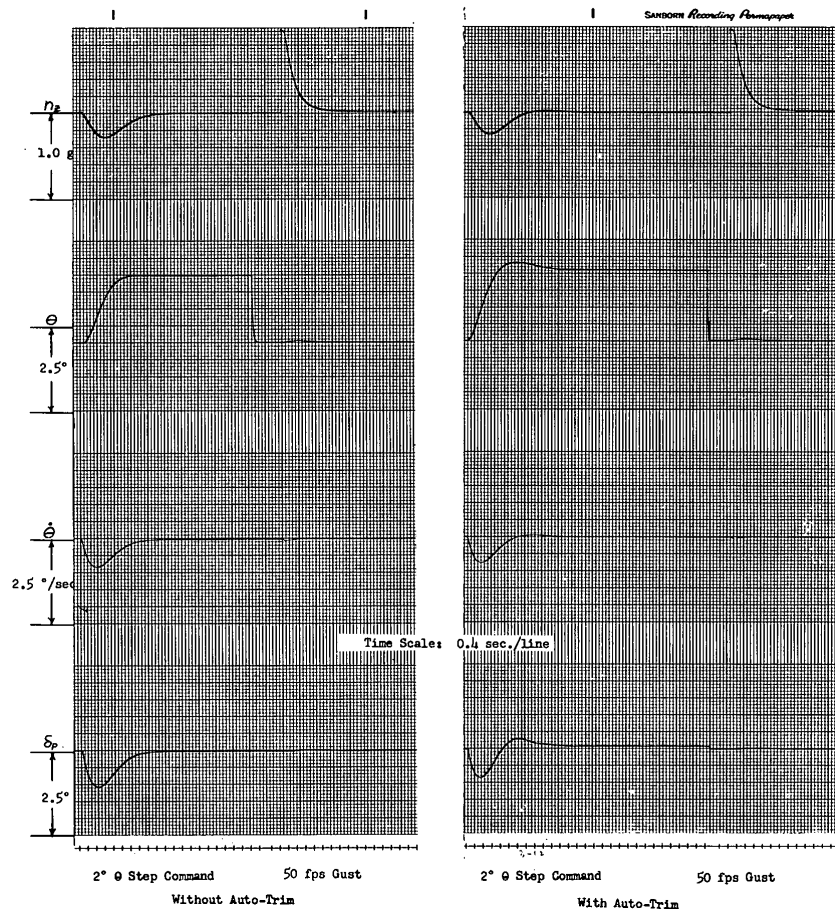 SANBORN Recording Permapaper
n_z
1.0 g
θ
2.5°
θ̇
2.5 °/sec
Time Scale: 0.4 sec./line
δ_P
2.5°
2° θ Step Command 50 fps Gust
Without Auto-Trim
2° θ Step Command 50 fps Gust
With Auto-Trim